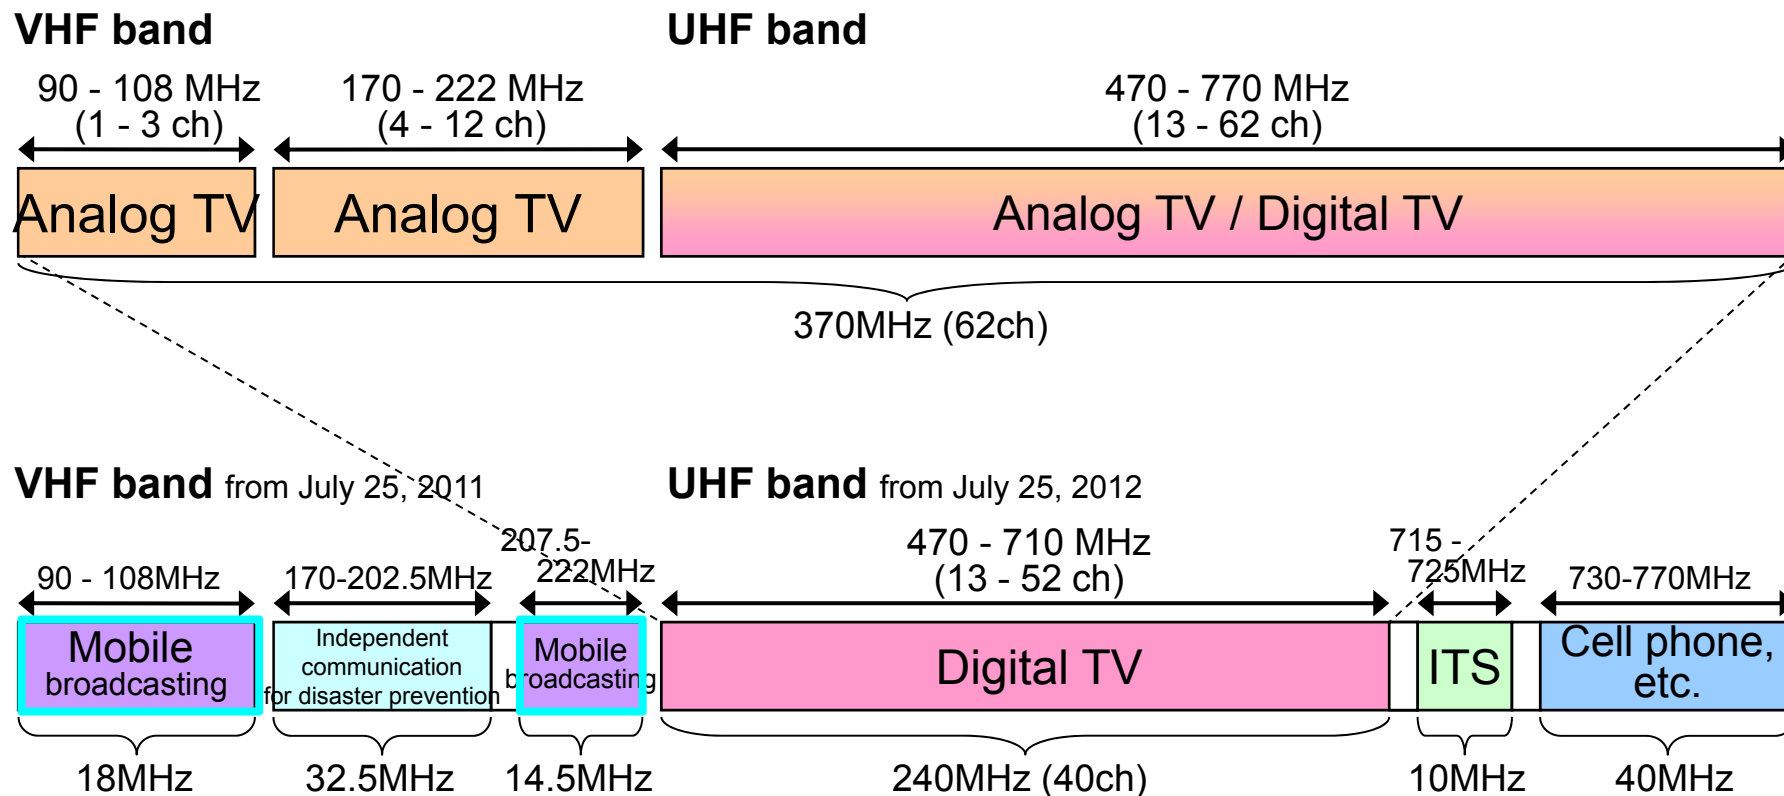 VHF band
UHF band
90 - 108 MHz
(1 - 3 ch)
170 - 222 MHz
(4 - 12 ch)
470 - 770 MHz
(13 - 62 ch)
Analog TV
Analog TV
Analog TV / Digital TV
370MHz (62ch)
VHF band from July 25, 2011
UHF band from July 25, 2012
90 - 108MHz
170-202.5MHz
207.5-
222MHz
470 - 710 MHz
(13 - 52 ch)
715 -
725MHz
730-770MHz
Mobile
broadcasting
Independent
communication
for disaster prevention
Mobile
broadcasting
Digital TV
ITS
Cell phone,
etc.
18MHz
32.5MHz
14.5MHz
240MHz (40ch)
10MHz
40MHz